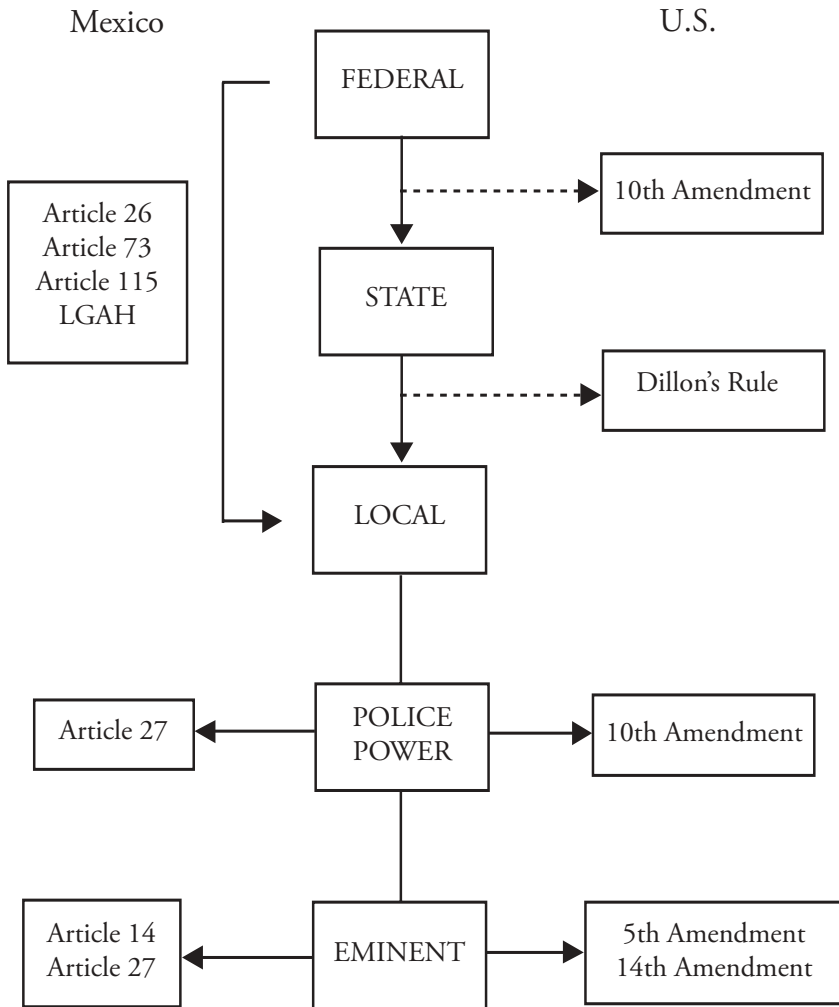 Mexico
U.S.
FEDERAL
10th Amendment
Article 26
Article 73
Article 115
LGAH
STATE
Dillon's Rule
LOCAL
Article 27
POLICE
POWER
10th Amendment
Article 14
Article 27
EMINENT
5th Amendment
14th Amendment